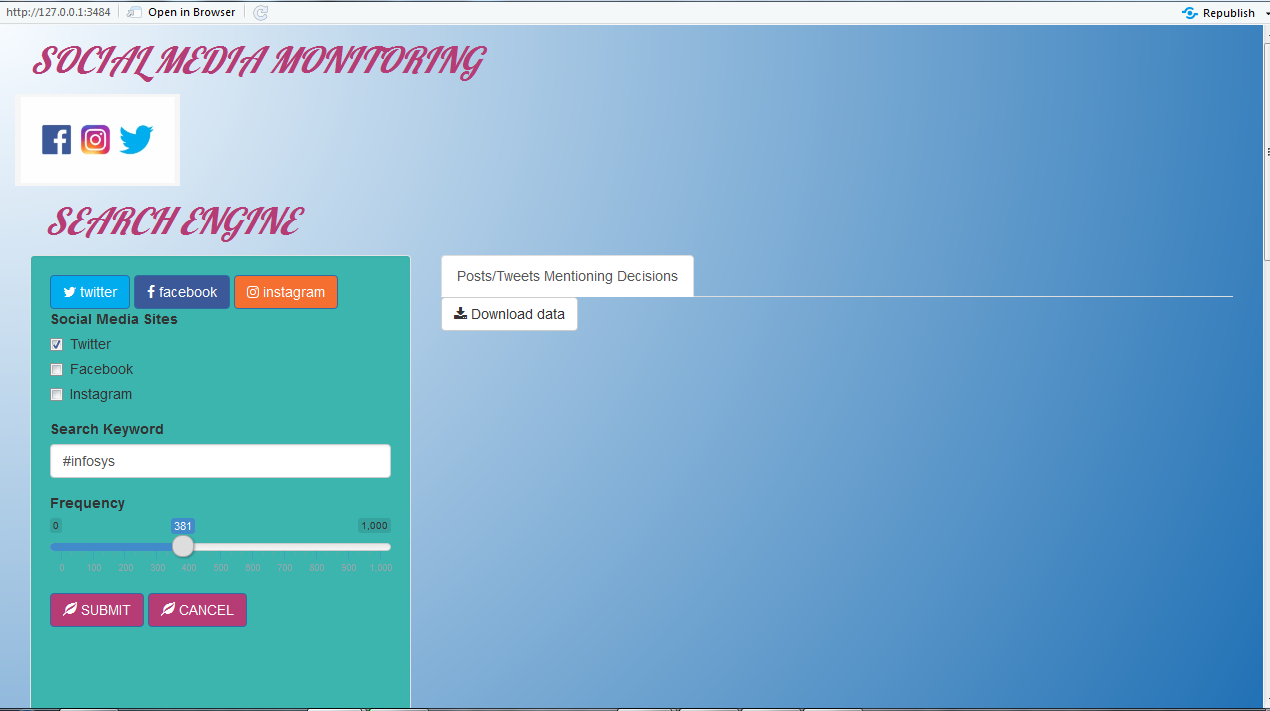 http://127.0.0.1:3484 Open in Browser Republish
SOCIAL MEDIA MONITORING
SEARCH ENGINE
twitter facebook instagram
Social Media Sites
Twitter
Facebook
Instagram
Search Keyword
#infosys
Frequency
0 381 1,000
0 100 200 300 400 500 600 700 800 900 1,000
SUBMIT CANCEL
Posts/Tweets Mentioning Decisions
Download data